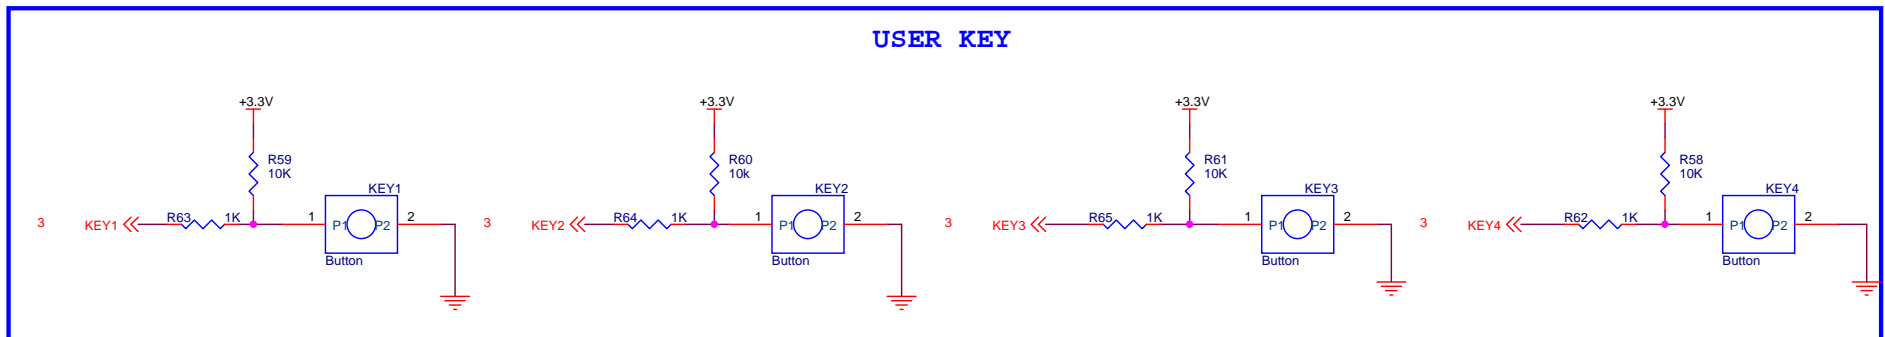 USER KEY
+3.3V +3.3V +3.3V +3.3V
R59 R60 R61 R58
10K 10k 10K 10K
KEY1 KEY2 KEY3 KEY4
3 KEY1 R63 1K 1 P1 P2 2 3 KEY2 R64 1K 1 P1 P2 2 3 KEY3 R65 1K 1 P1 P2 2 3 KEY4 R62 1K 1 P1 P2 2
Button Button Button Button